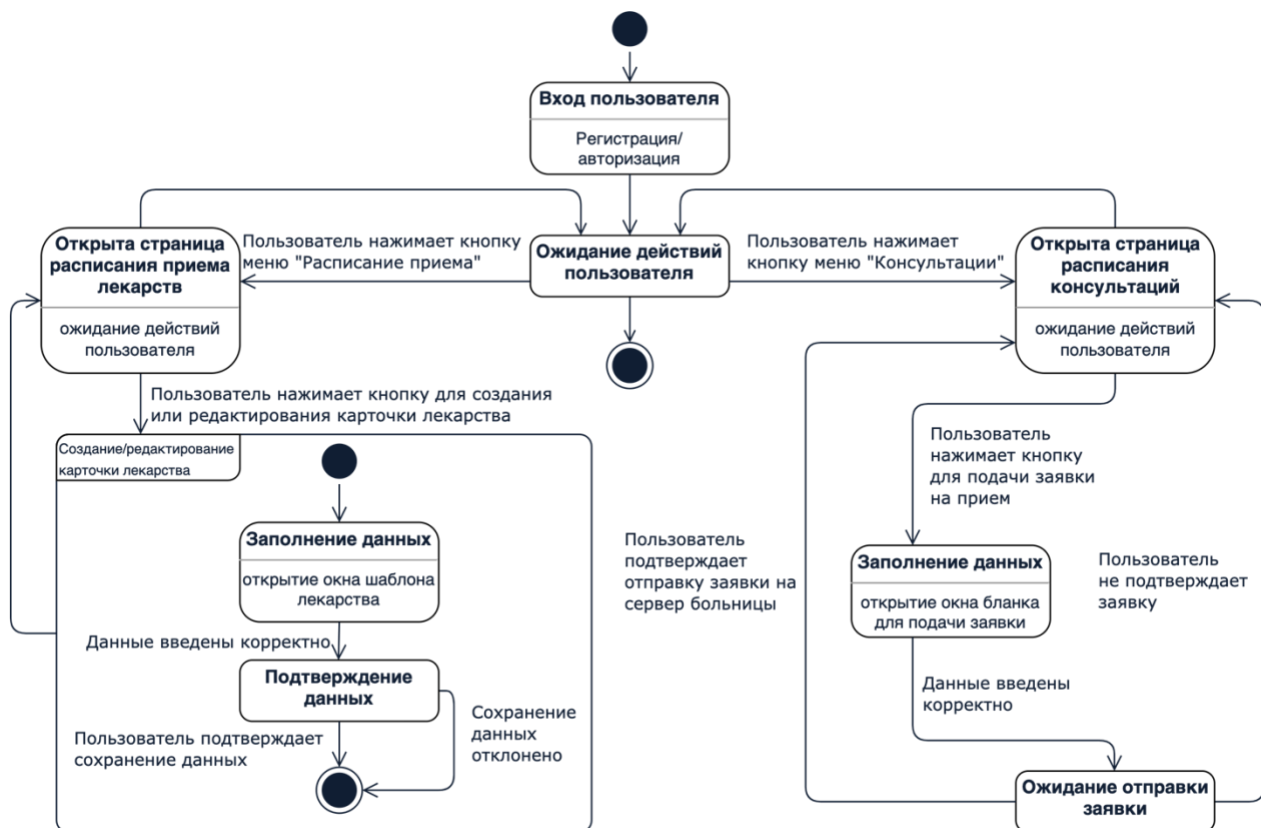 Вход пользователя
Регистрация/
авторизация
Открыта страница
расписания приема
лекарств
ожидание действий
пользователя
Пользователь нажимает кнопку
меню "Расписание приема"
Ожидание действий
пользователя
Пользователь нажимает
кнопку меню "Консультации"
Открыта страница
расписания
консультаций
ожидание действий
пользователя
Пользователь нажимает кнопку для создания
или редактирования карточки лекарства
Создание/редактирование
карточки лекарства
Заполнение данных
открытие окна шаблона
лекарства
Данные введены корректно
Подтверждение
данных
Пользователь подтверждает
сохранение данных
Сохранение
данных
отклонено
Пользователь
подтверждает
отправку заявки на
сервер больницы
Пользователь
нажимает кнопку
для подачи заявки
на прием
Заполнение данных
открытие окна бланка
для подачи заявки
Пользователь
не подтверждает
заявку
Данные введены
корректно
Ожидание отправки
заявки